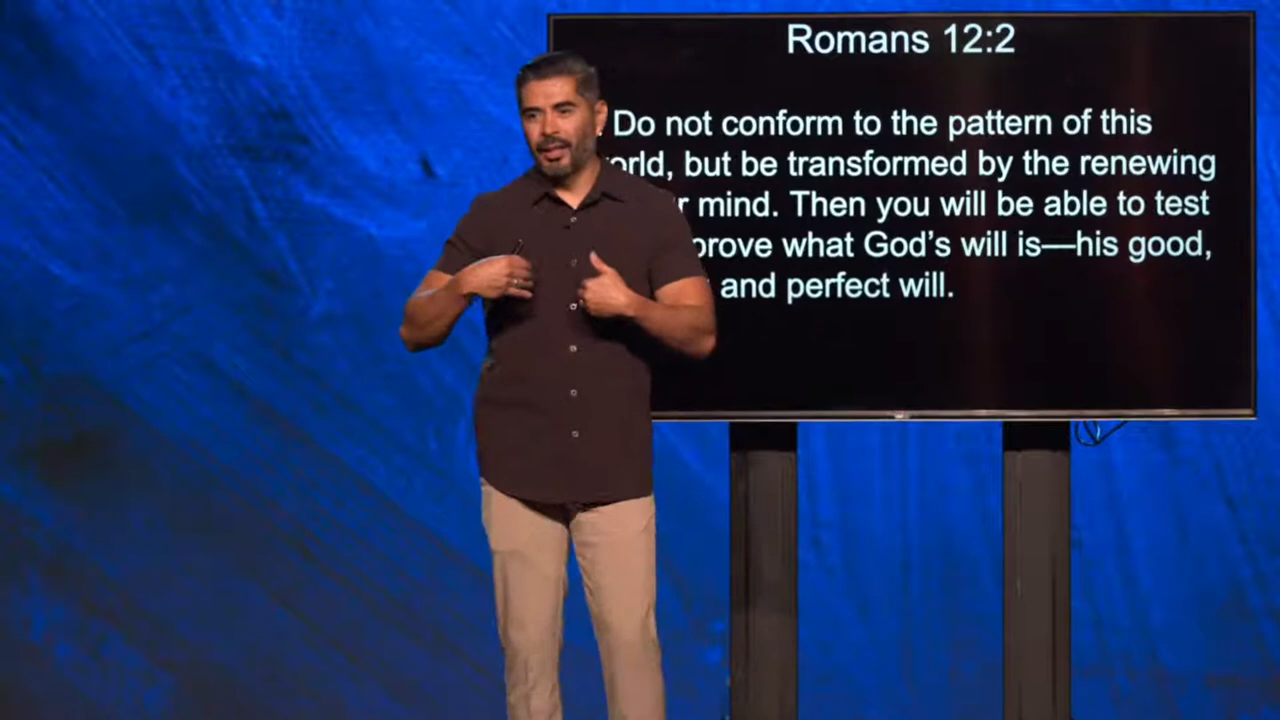 Romans 12:2
Do not conform to the pattern of this
, but be transformed by the renewing
mind. Then you will be able to test
what God’s will is—his good,
and perfect will.